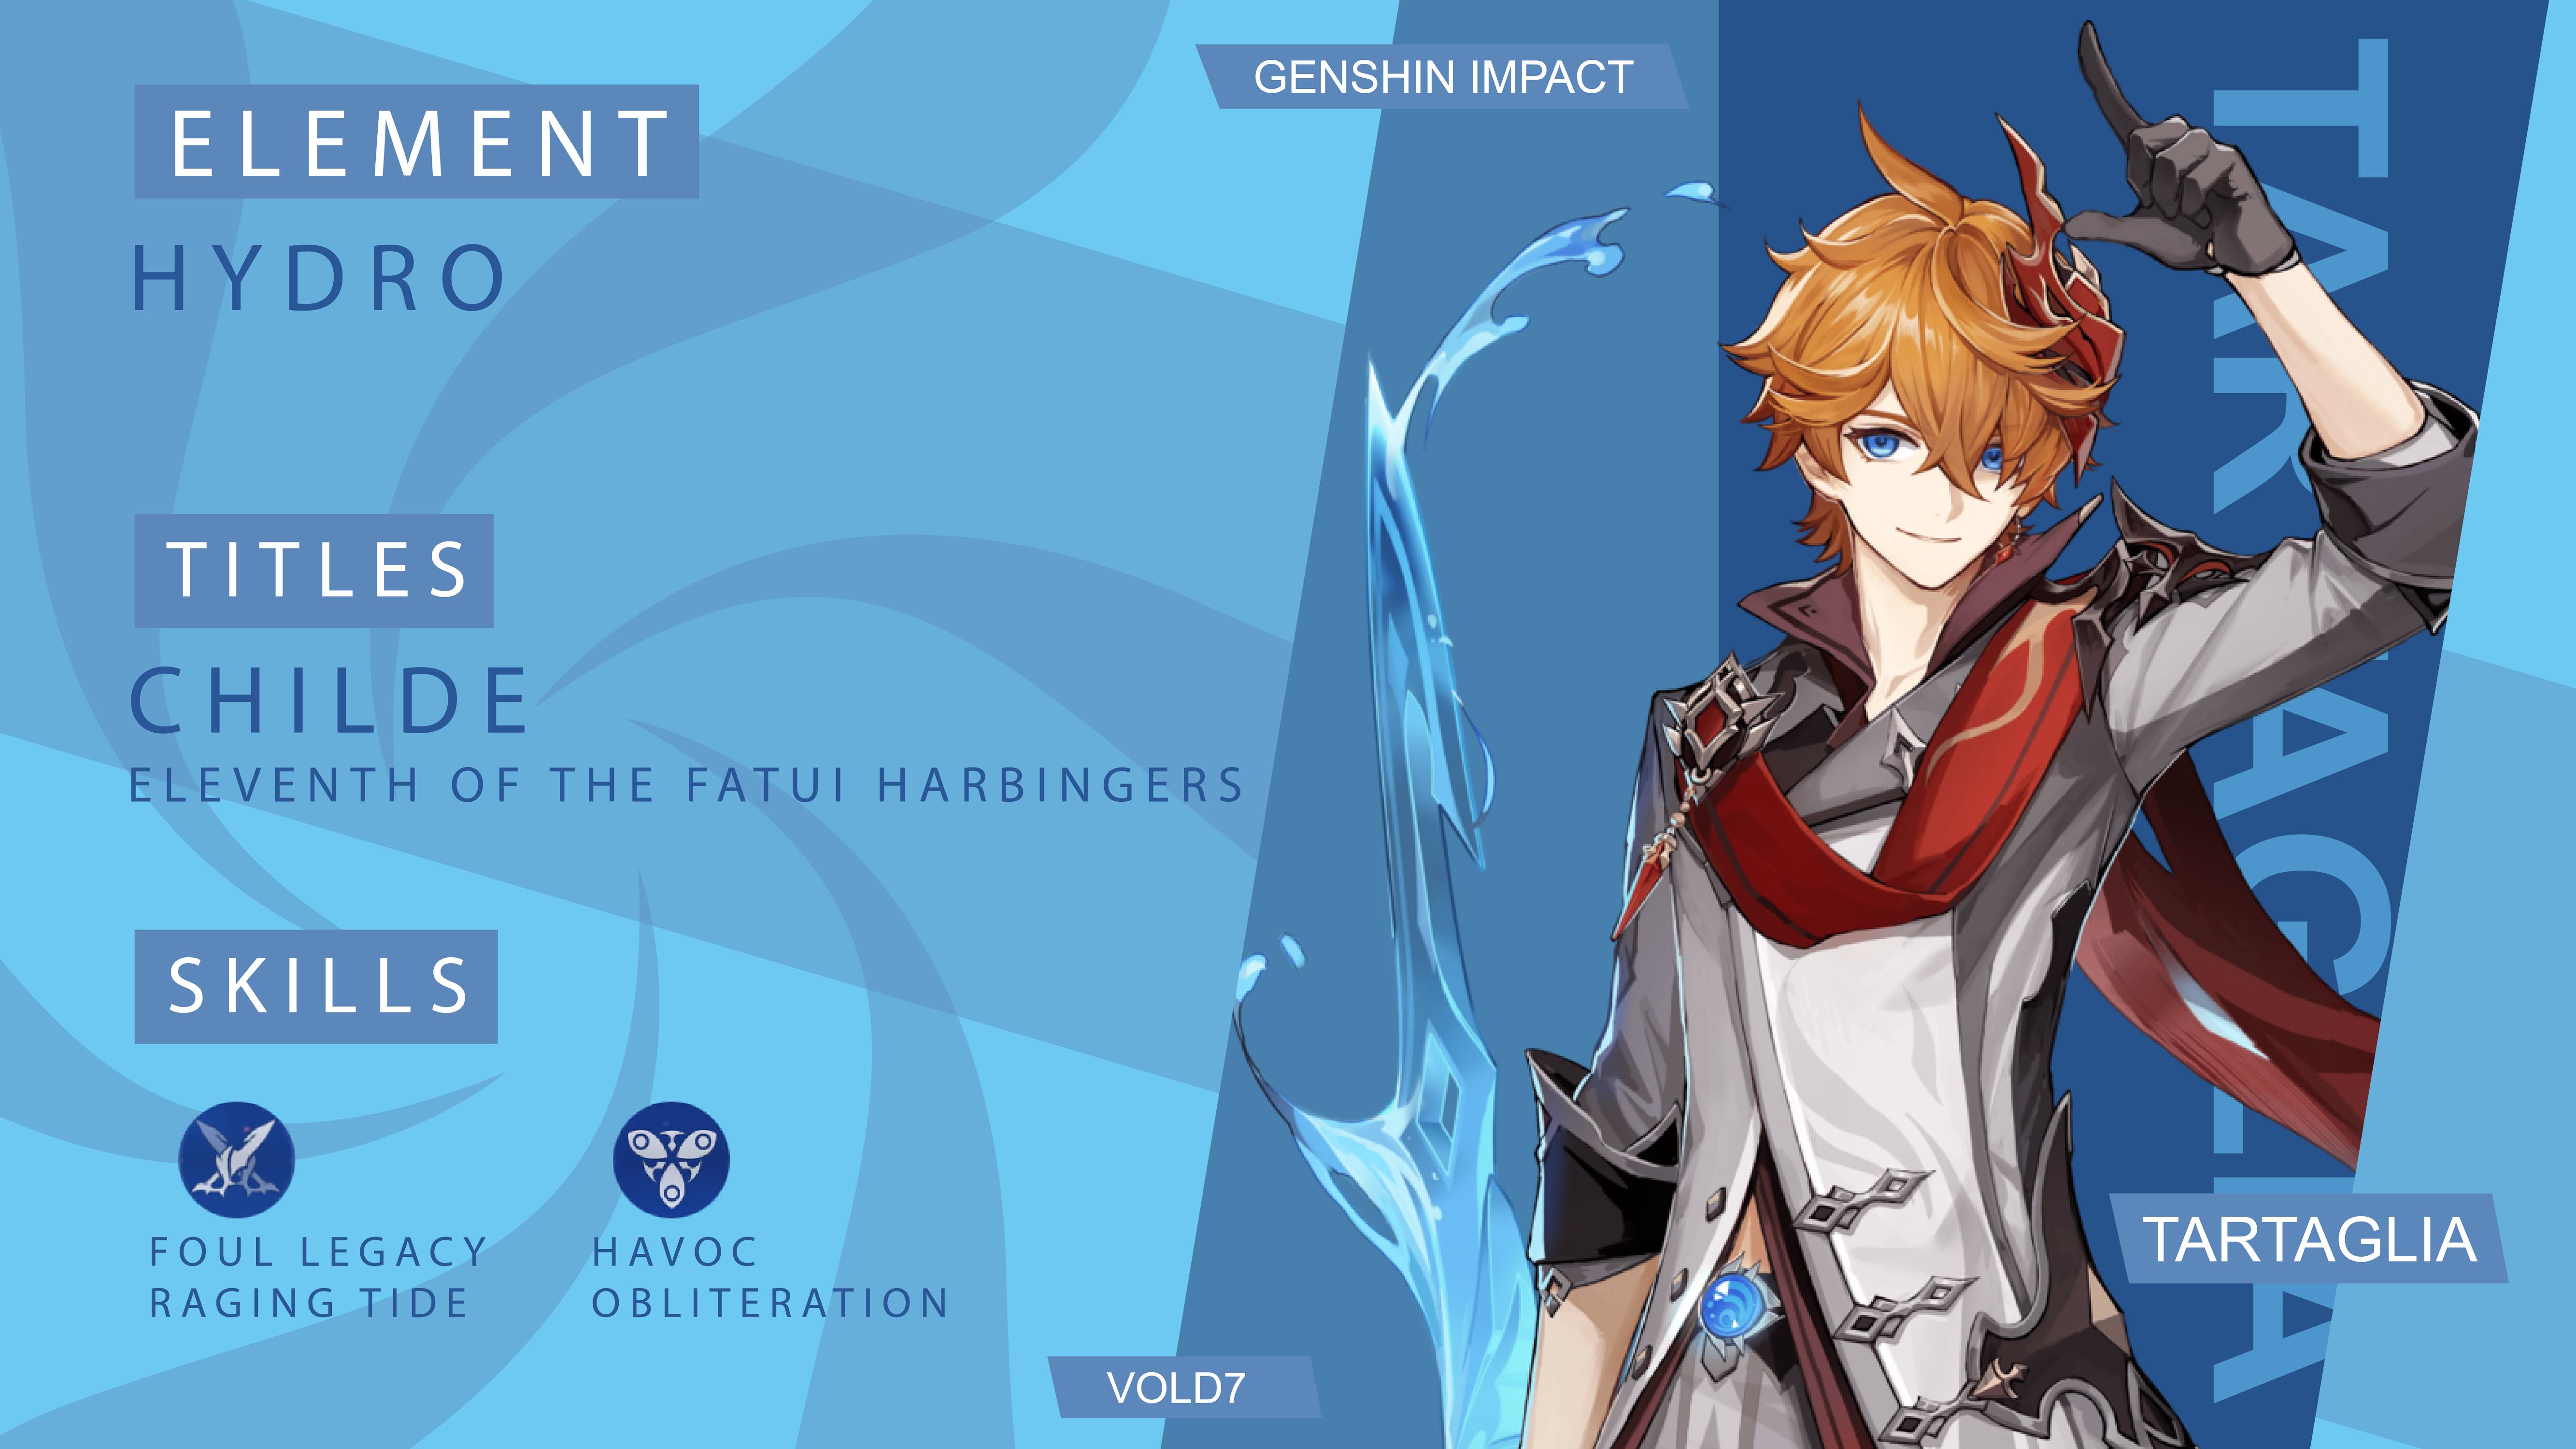 ELEMENT
HYDRO
TITLES
CHILDE
ELEVENTH OF THE FATUI HARBINGERS
SKILLS
FOUL LEGACY
RAGING TIDE
HAVOC
OBLITERATION
GENSHIN IMPACT
TARTAGLIA
TARTAGLIA
VOLD7